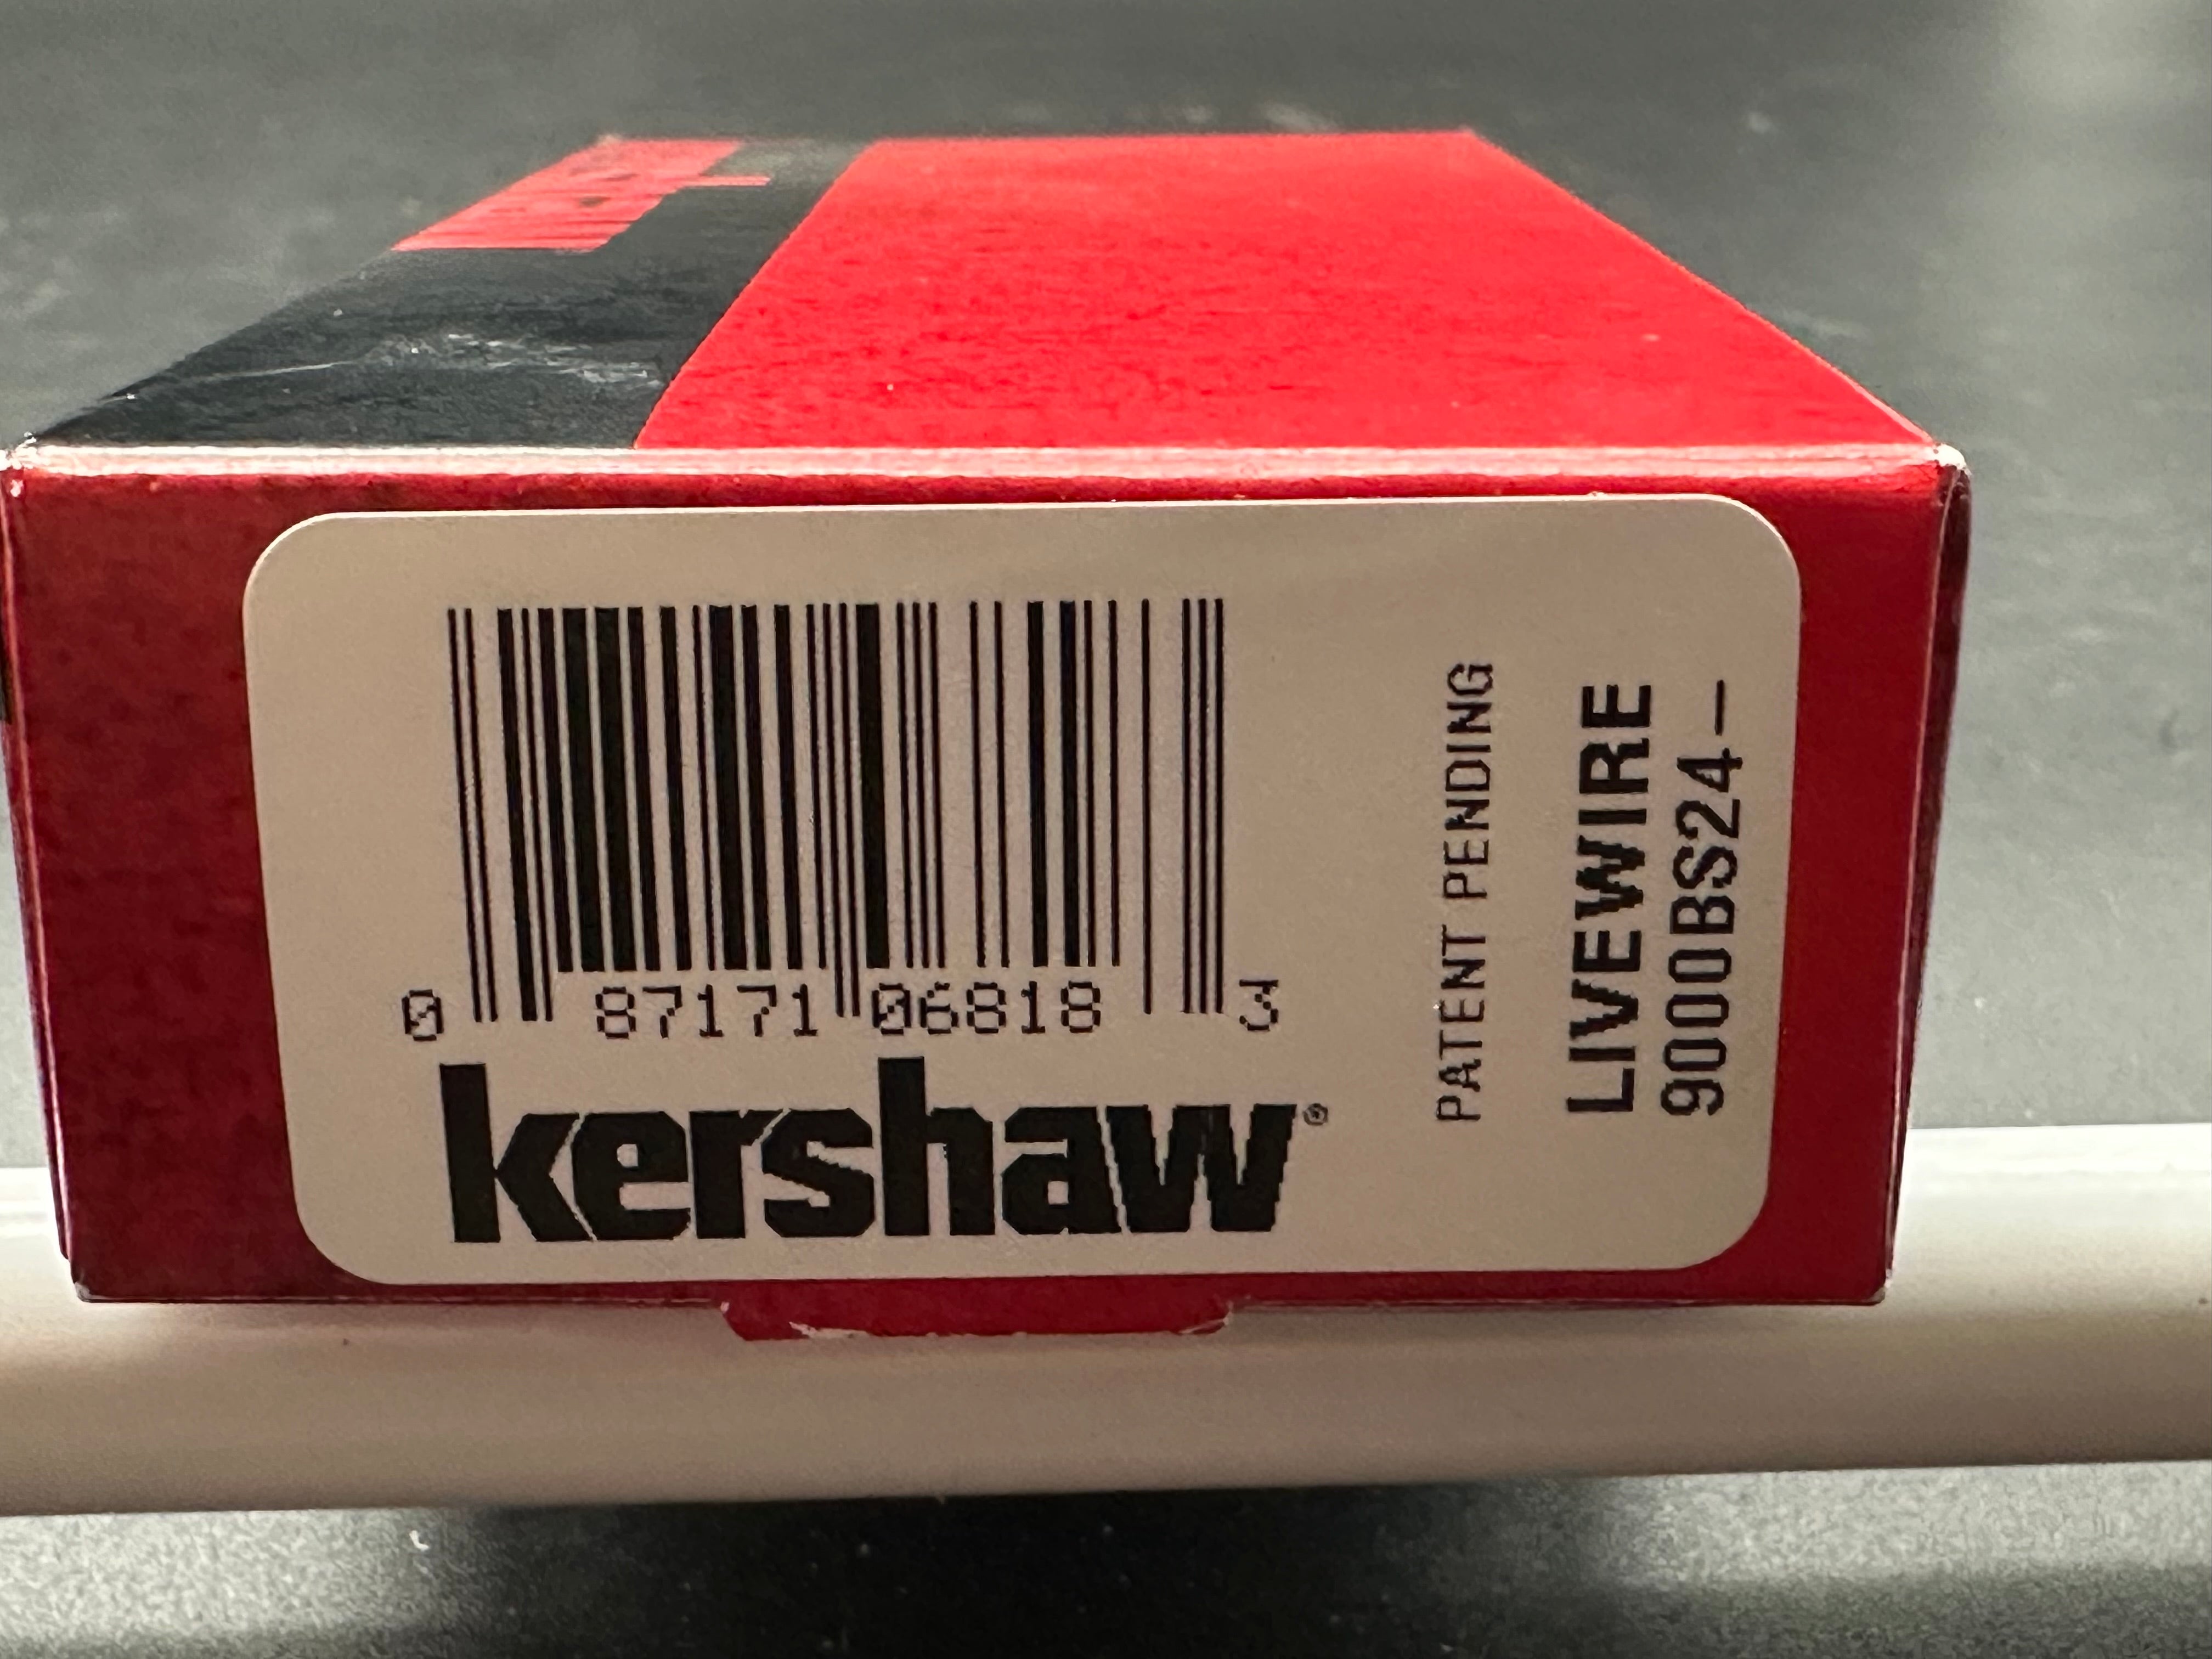 0 87171 06818 3
kershaw®
PATENT PENDING
LIVEWIRE
9000BS24–